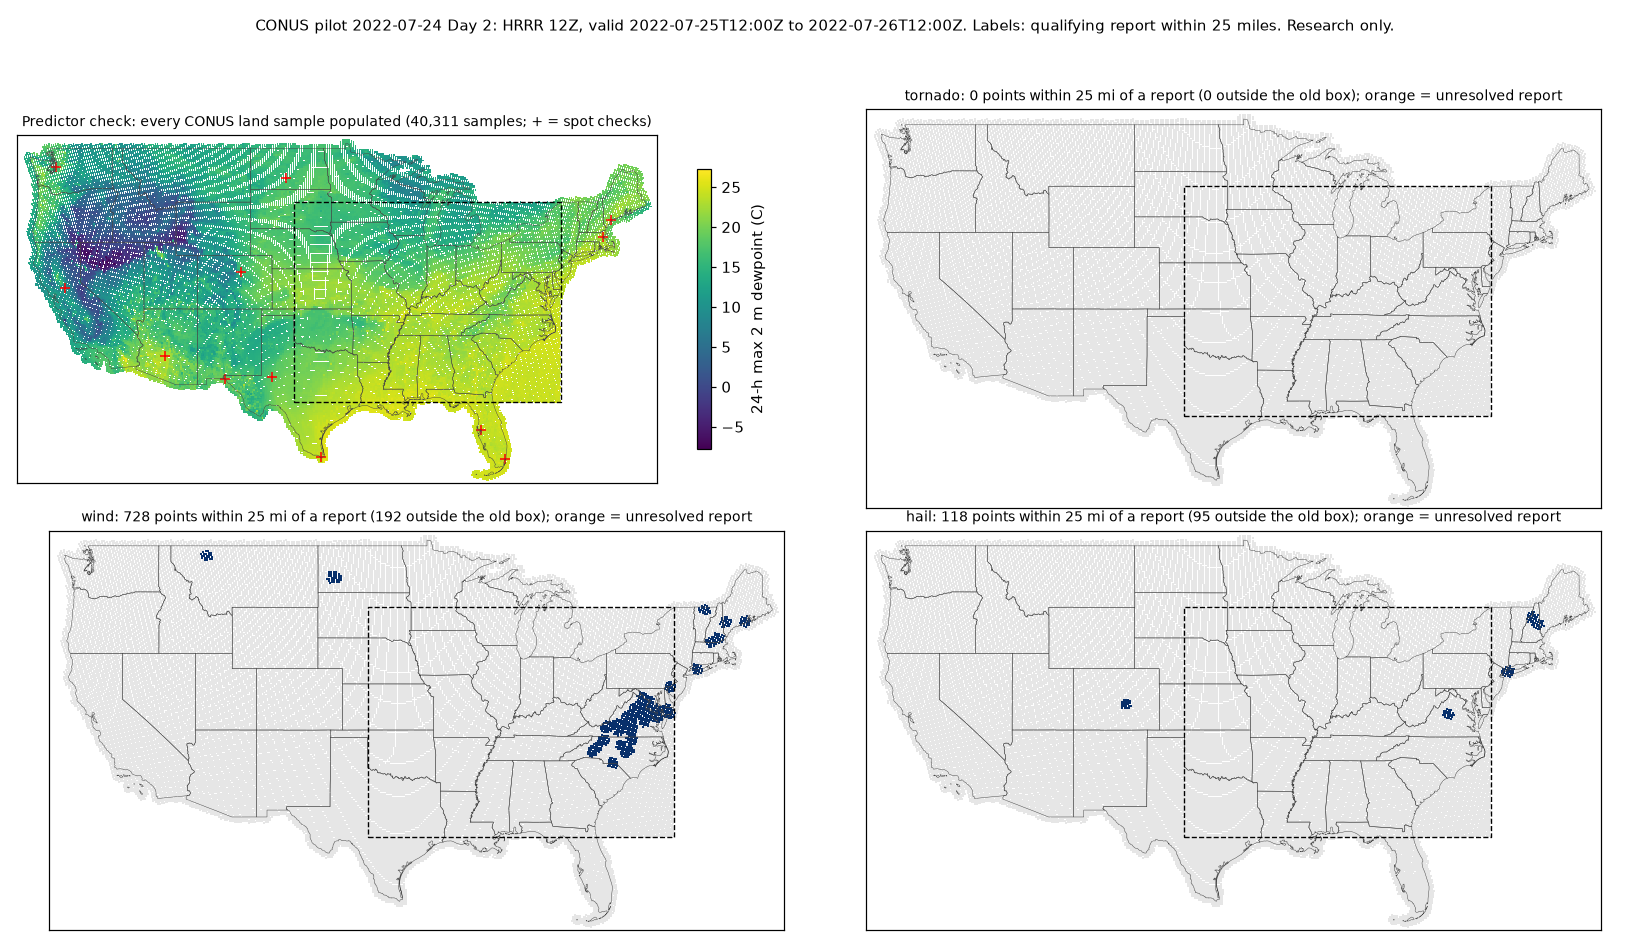 CONUS pilot 2022-07-24 Day 2: HRRR 12Z, valid 2022-07-25T12:00Z to 2022-07-26T12:00Z. Labels: qualifying report within 25 miles. Research only.
Predictor check: every CONUS land sample populated (40,311 samples; + = spot checks)
25
20
15
10
5
0
−5
24-h max 2 m dewpoint (C)
tornado: 0 points within 25 mi of a report (0 outside the old box); orange = unresolved report
wind: 728 points within 25 mi of a report (192 outside the old box); orange = unresolved report
hail: 118 points within 25 mi of a report (95 outside the old box); orange = unresolved report